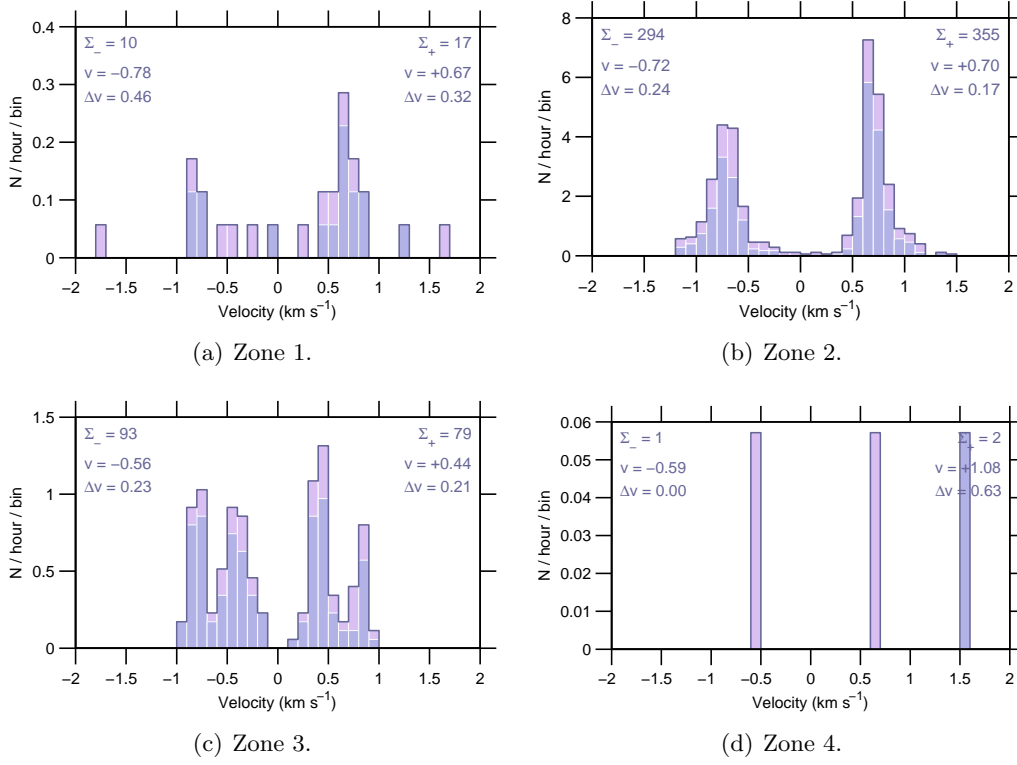 0.4
0.3
0.2
0.1
0
N / hour / bin
Σ− = 10
v = −0.78
Δv = 0.46
Σ+ = 17
v = +0.67
Δv = 0.32
−2 −1.5 −1 −0.5 0 0.5 1 1.5 2
Velocity (km s−1)
(a) Zone 1.
8
6
4
2
0
N / hour / bin
Σ− = 294
v = −0.72
Δv = 0.24
Σ+ = 355
v = +0.70
Δv = 0.17
−2 −1.5 −1 −0.5 0 0.5 1 1.5 2
Velocity (km s−1)
(b) Zone 2.
1.5
1
0.5
0
N / hour / bin
Σ− = 93
v = −0.56
Δv = 0.23
Σ+ = 79
v = +0.44
Δv = 0.21
−2 −1.5 −1 −0.5 0 0.5 1 1.5 2
Velocity (km s−1)
(c) Zone 3.
0.06
0.05
0.04
0.03
0.02
0.01
0
N / hour / bin
Σ− = 1
v = −0.59
Δv = 0.00
Σ+ = 2
v = +1.08
Δv = 0.63
−2 −1.5 −1 −0.5 0 0.5 1 1.5 2
Velocity (km s−1)
(d) Zone 4.